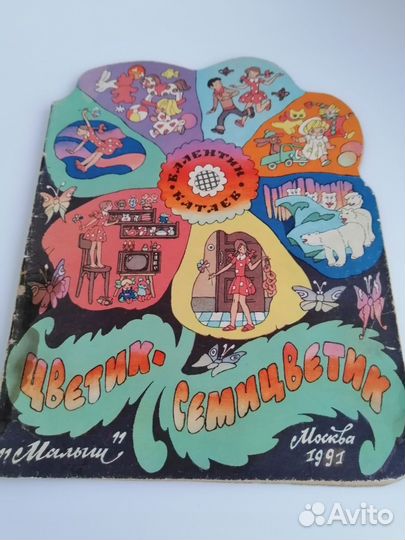 ВАЛЕНТИН
КАТАЕВ
ЦВЕТИК-
СЕМИЦВЕТИК
"Малыш"
Москва
1991
Avito